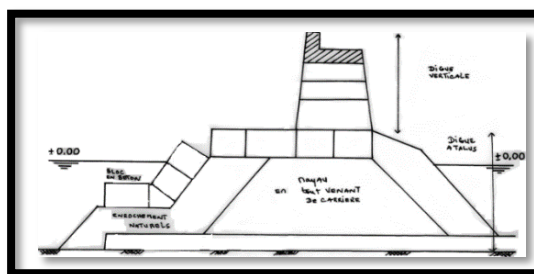 DIGUE
VERTICALE
DIGUE
A TALUS
±0.00
±0.00
BLOC
EN BETON
NOYAU
EN TOUT VENANT
DE CARRIERE
ENROCHEMENT
NATURELS